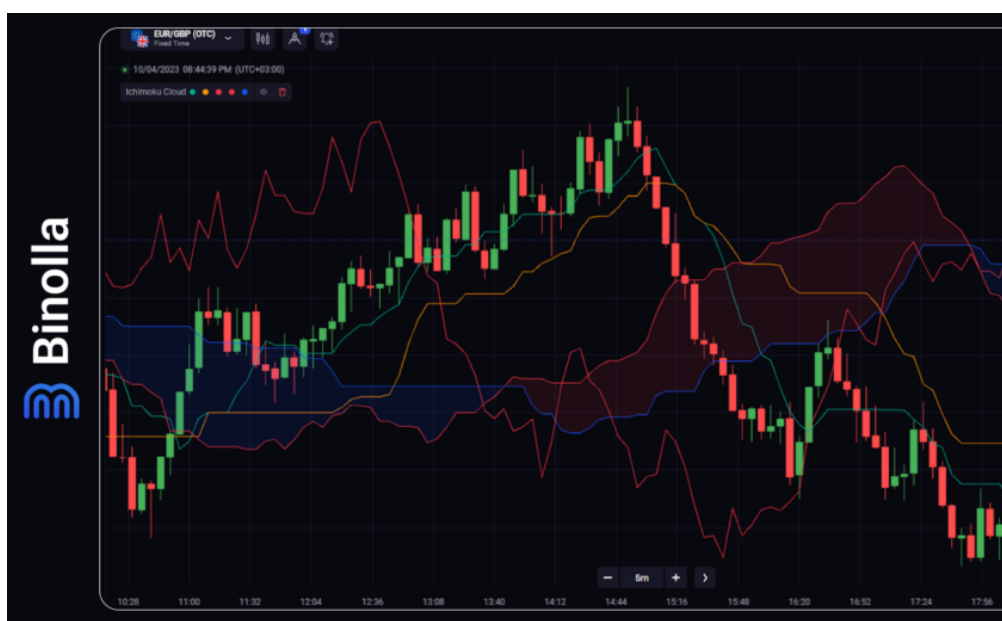 EUR/GBP (OTC)
Fixed Time
10/04/2023 08:44:39 PM (UTC+03:00)
Ichimoku Cloud
Binolla
− 5m + >
10:28 11:00 11:32 12:04 12:36 13:08 13:40 14:12 14:44 15:16 15:48 16:20 16:52 17:24 17:56